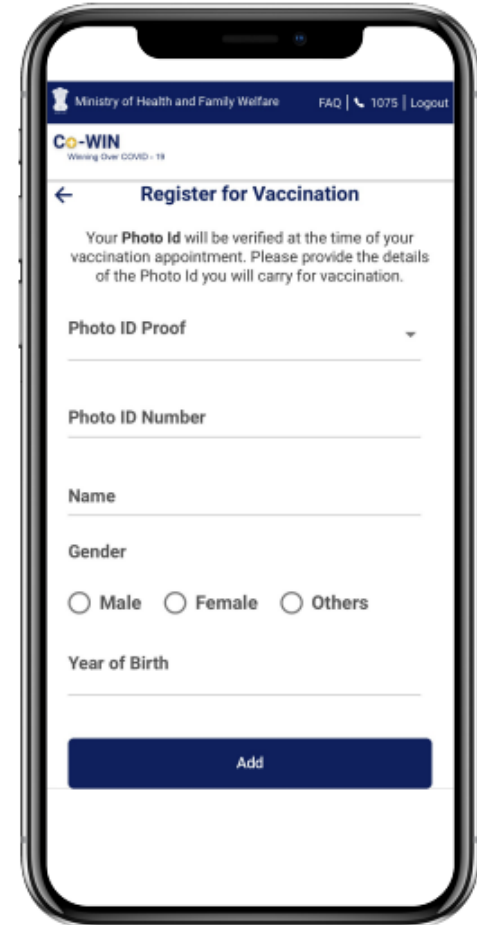 Ministry of Health and Family Welfare FAQ | 1075 | Logout
Co-WIN
Winning Over COVID - 19
Register for Vaccination
Your Photo Id will be verified at the time of your
vaccination appointment. Please provide the details
of the Photo Id you will carry for vaccination.
Photo ID Proof
Photo ID Number
Name
Gender
Male Female Others
Year of Birth
Add